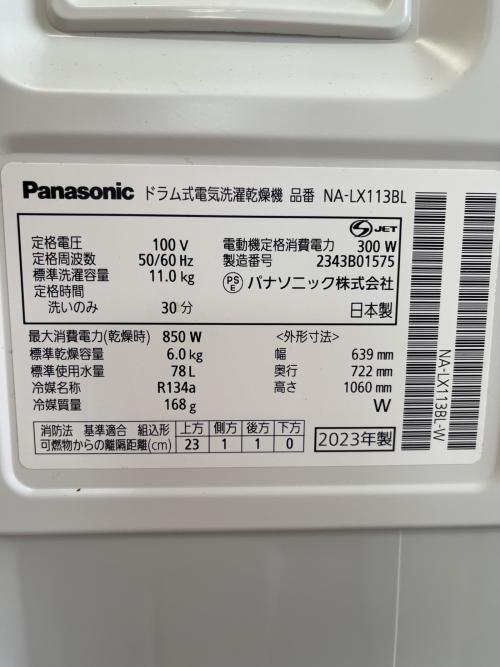 Panasonic ドラム式電気洗濯乾燥機 品番 NA-LX113BL
定格電圧 100 V
定格周波数 50/60 Hz
標準洗濯容量 11.0 kg
定格時間
洗いのみ 30 分
電動機定格消費電力 300 W
製造番号 2343B01575
S JET
PS E パナソニック株式会社
日本製
最大消費電力(乾燥時) 850 W
標準乾燥容量 6.0 kg
標準使用水量 78 L
冷媒名称 R134a
冷媒質量 168 g
<外形寸法>
幅 639 mm
奥行 722 mm
高さ 1060 mm
W
消防法 基準適合 組込形 上方 側方 後方 下方
可燃物からの離隔距離(cm) 23 1 1 0
2023年製
NA-LX113BL-W